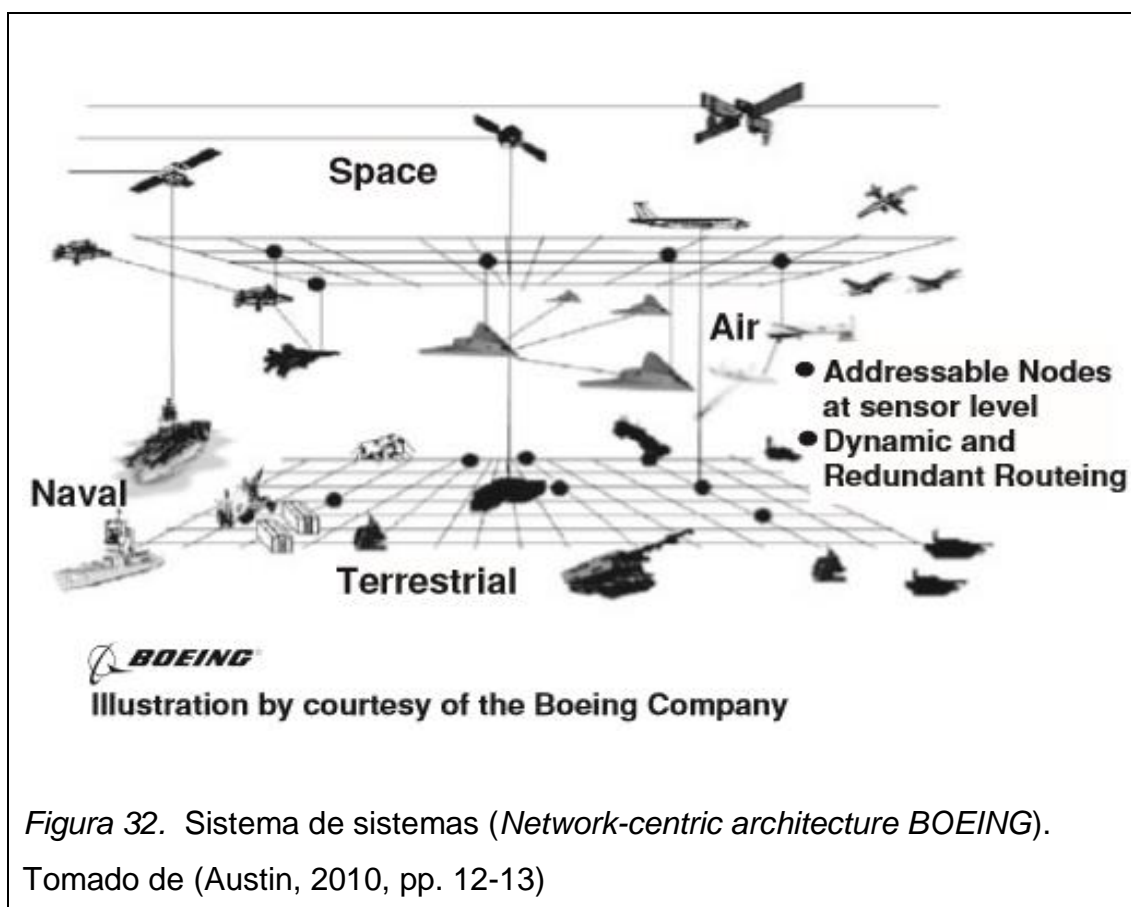 Space
Air
• Addressable Nodes
at sensor level
• Dynamic and
Redundant Routeing
Naval
Terrestrial
BOEING
Illustration by courtesy of the Boeing Company
Figura 32. Sistema de sistemas (Network-centric architecture BOEING).
Tomado de (Austin, 2010, pp. 12-13)